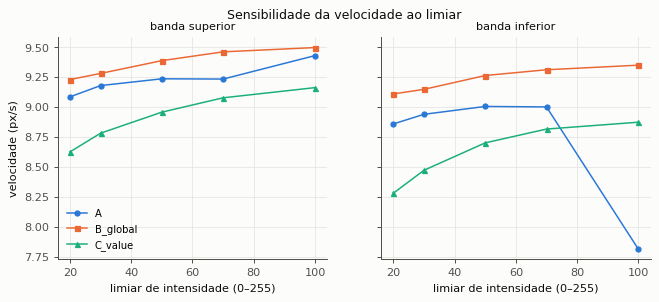 Sensibilidade da velocidade ao limiar
banda superior
banda inferior
velocidade (px/s)
9.50
9.25
9.00
8.75
8.50
8.25
8.00
7.75
A
B_global
C_value
20 40 60 80 100
20 40 60 80 100
limiar de intensidade (0–255)
limiar de intensidade (0–255)